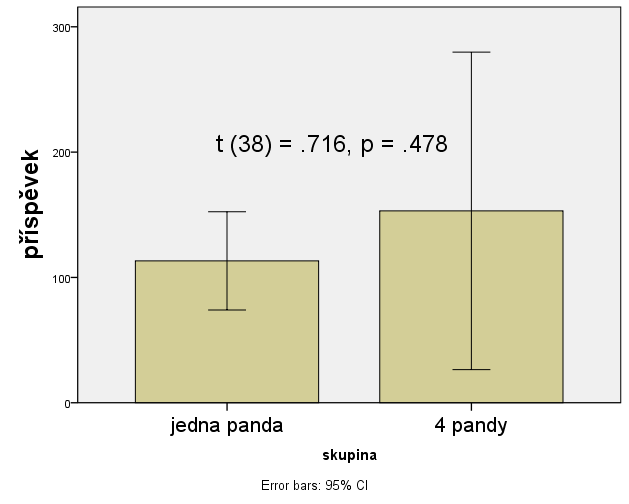 300
t (38) = .716, p = .478
200
příspěvek
100
0
jedna panda
4 pandy
skupina
Error bars: 95% CI